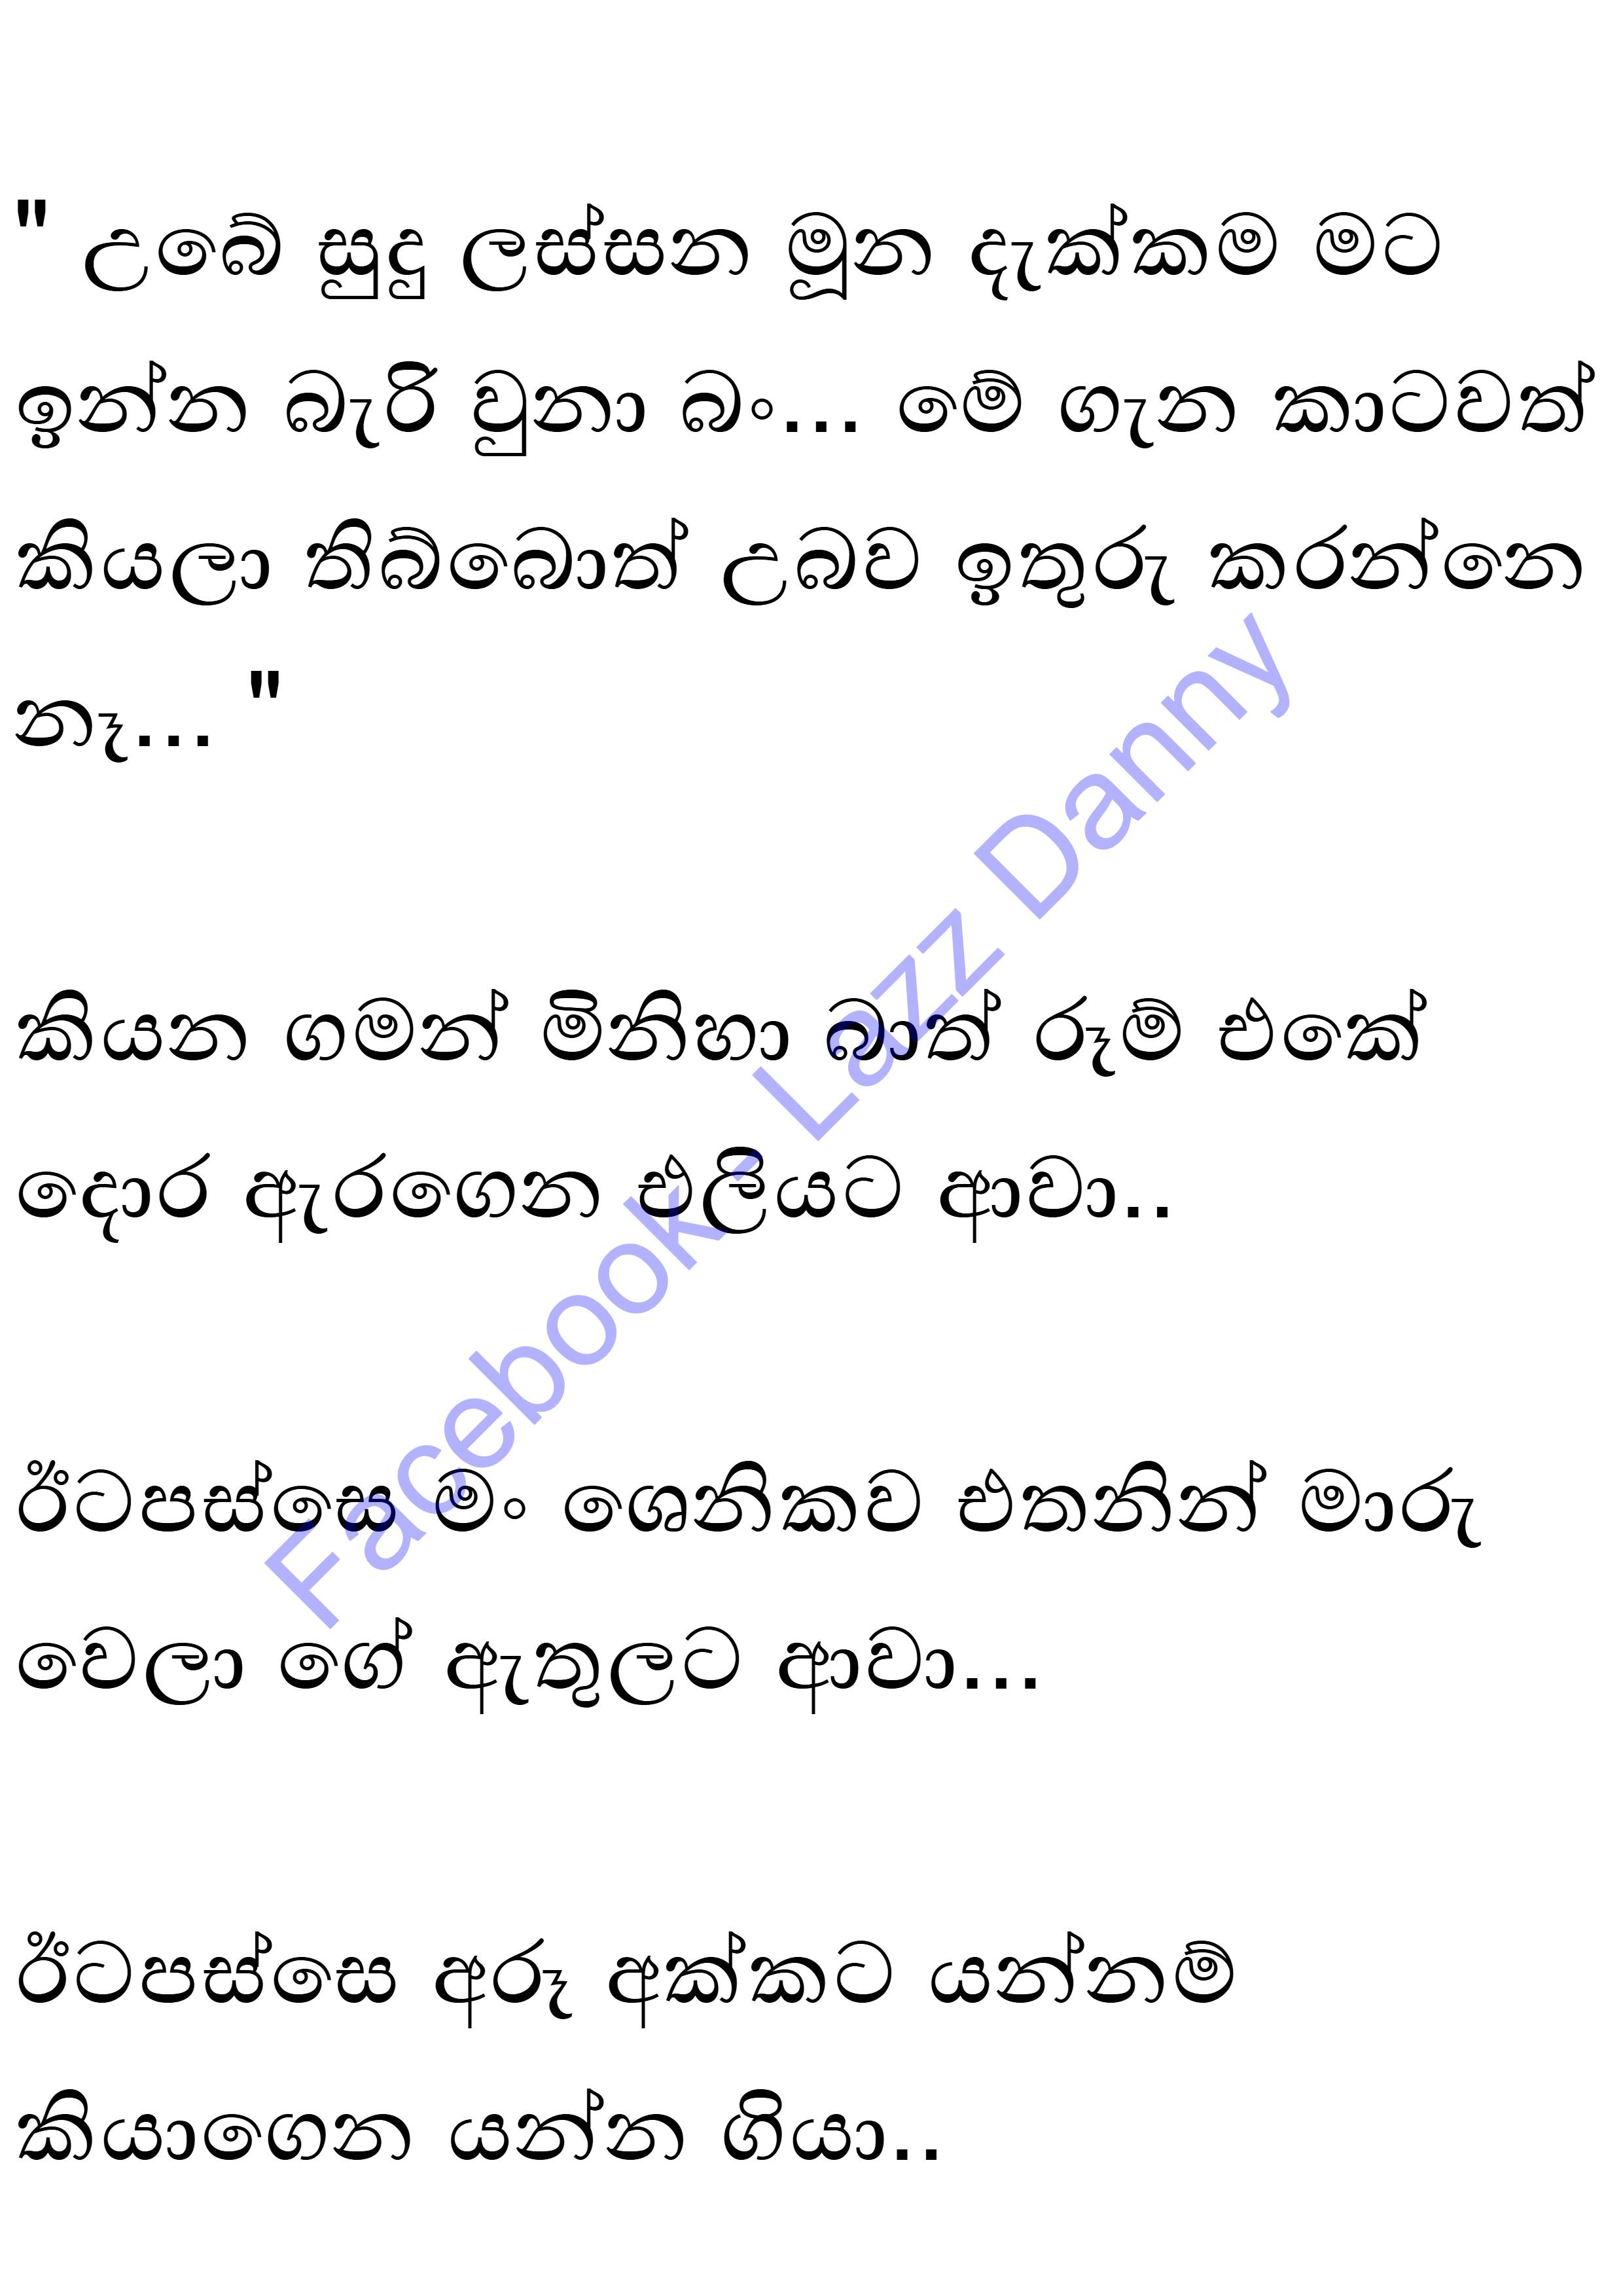 " උබේ සුදු ලස්සන මූන දැක්කම මට
ඉන්න බැරි වුනා බං... මේ ගැන කාටවත්
කියලා තිබ්බොත් උබව ඉතුරු කරන්නෙ
නෑ... "
කියන ගමන් මිනිහා බාත් රූම් එකේ
දොර ඇරගෙන එලියට ආවා..
ඊටපස්සෙ මං ශෙනිකව එතනින් මාරු
වෙලා ගේ ඇතුලට ආවා...
ඊටපස්සෙ අරූ අක්කට යන්නම්
කියාගෙන යන්න ගියා..
Facebook - Lazz Danny